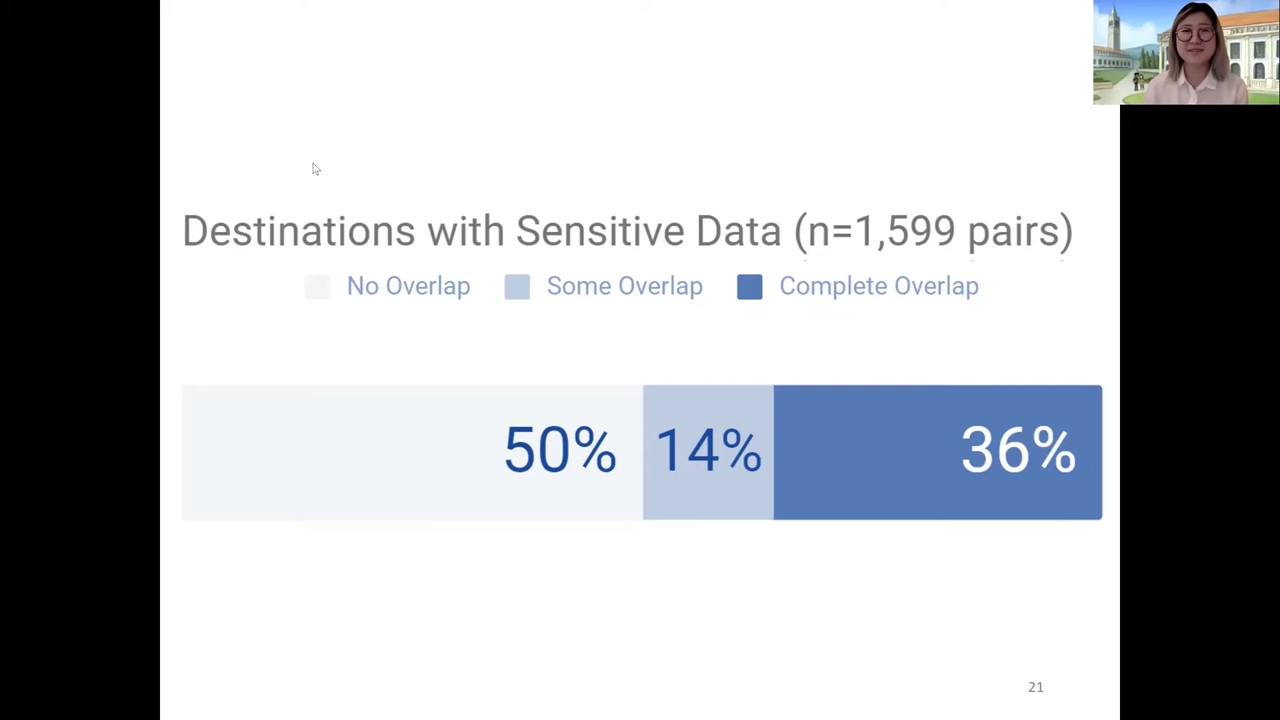 Destinations with Sensitive Data (n=1,599 pairs)
No Overlap Some Overlap Complete Overlap
50% 14% 36%
21